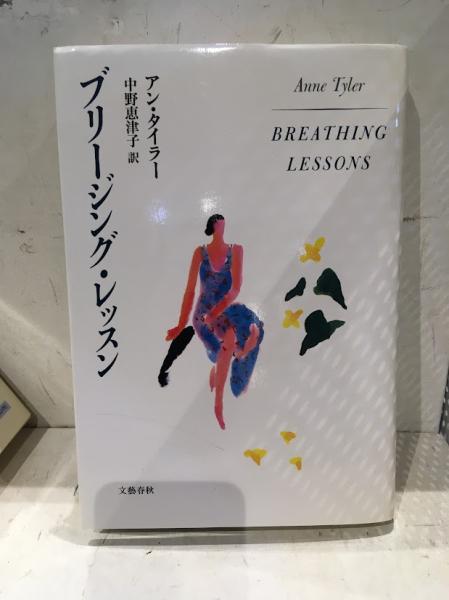 ブリージング・レッスン
アン・タイラー
中野恵津子 訳
Anne Tyler
BREATHING
LESSONS
文藝春秋